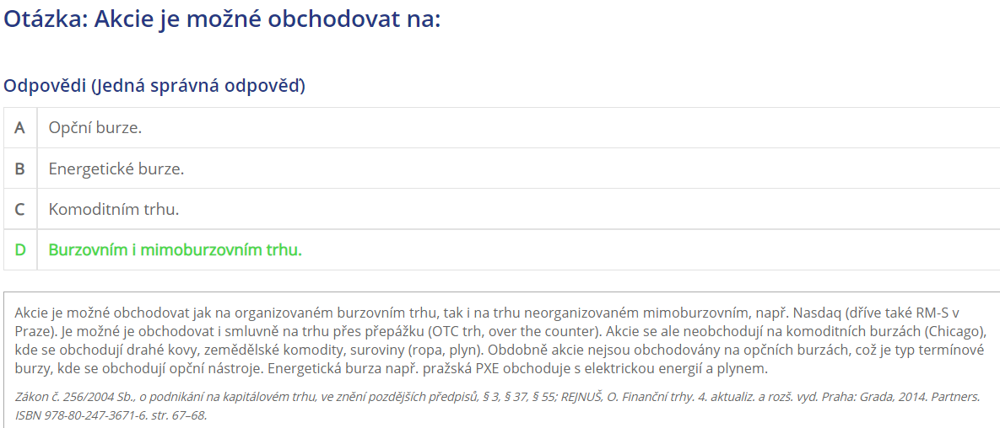 Otázka: Akcie je možné obchodovat na:
Odpovědi (Jedná správná odpověď)
A Opční burze.
B Energetické burze.
C Komoditním trhu.
D Burzovním i mimoburzovním trhu.
Akcie je možné obchodovat jak na organizovaném burzovním trhu, tak i na trhu neorganizovaném mimoburzovním, např. Nasdaq (dříve také RM-S v
Praze). Je možné je obchodovat i smluvně na trhu přes přepážku (OTC trh, over the counter). Akcie se ale neobchodují na komoditních burzách (Chicago),
kde se obchodují drahé kovy, zemědělské komodity, suroviny (ropa, plyn). Obdobně akcie nejsou obchodovány na opčních burzách, což je typ termínové
burzy, kde se obchodují opční nástroje. Energetická burza např. pražská PXE obchoduje s elektrickou energií a plynem.
Zákon č. 256/2004 Sb., o podnikání na kapitálovém trhu, ve znění pozdějších předpisů, § 3, § 37, § 55; REJNUŠ, O. Finanční trhy. 4. aktualiz. a rozš. vyd. Praha: Grada, 2014. Partners.
ISBN 978-80-247-3671-6. str. 67–68.